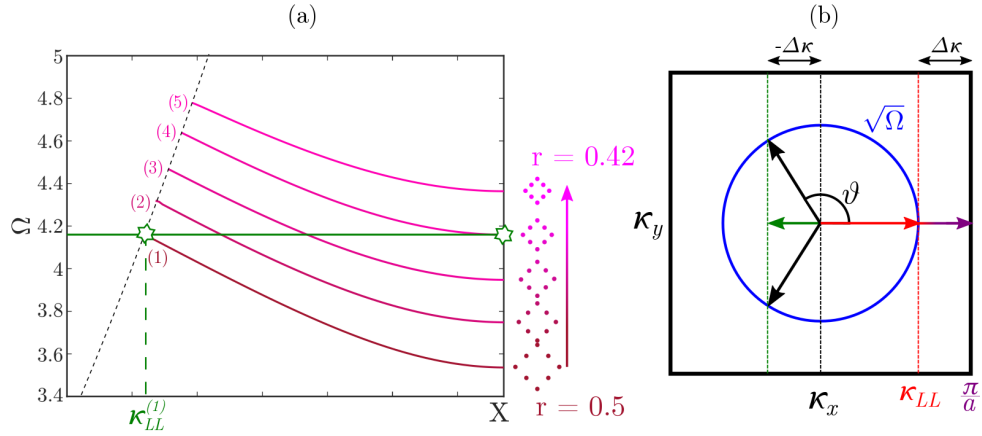 (a)
(b)
5
4.8
4.6
4.4
4.2
4
3.8
3.6
3.4
Ω
(5)
(4)
(3)
(2)
(1)
κ_LL^(1)
X
r = 0.42
r = 0.5
-Δκ
Δκ
√Ω
ϑ
κ_y
κ_x
κ_LL
π/a